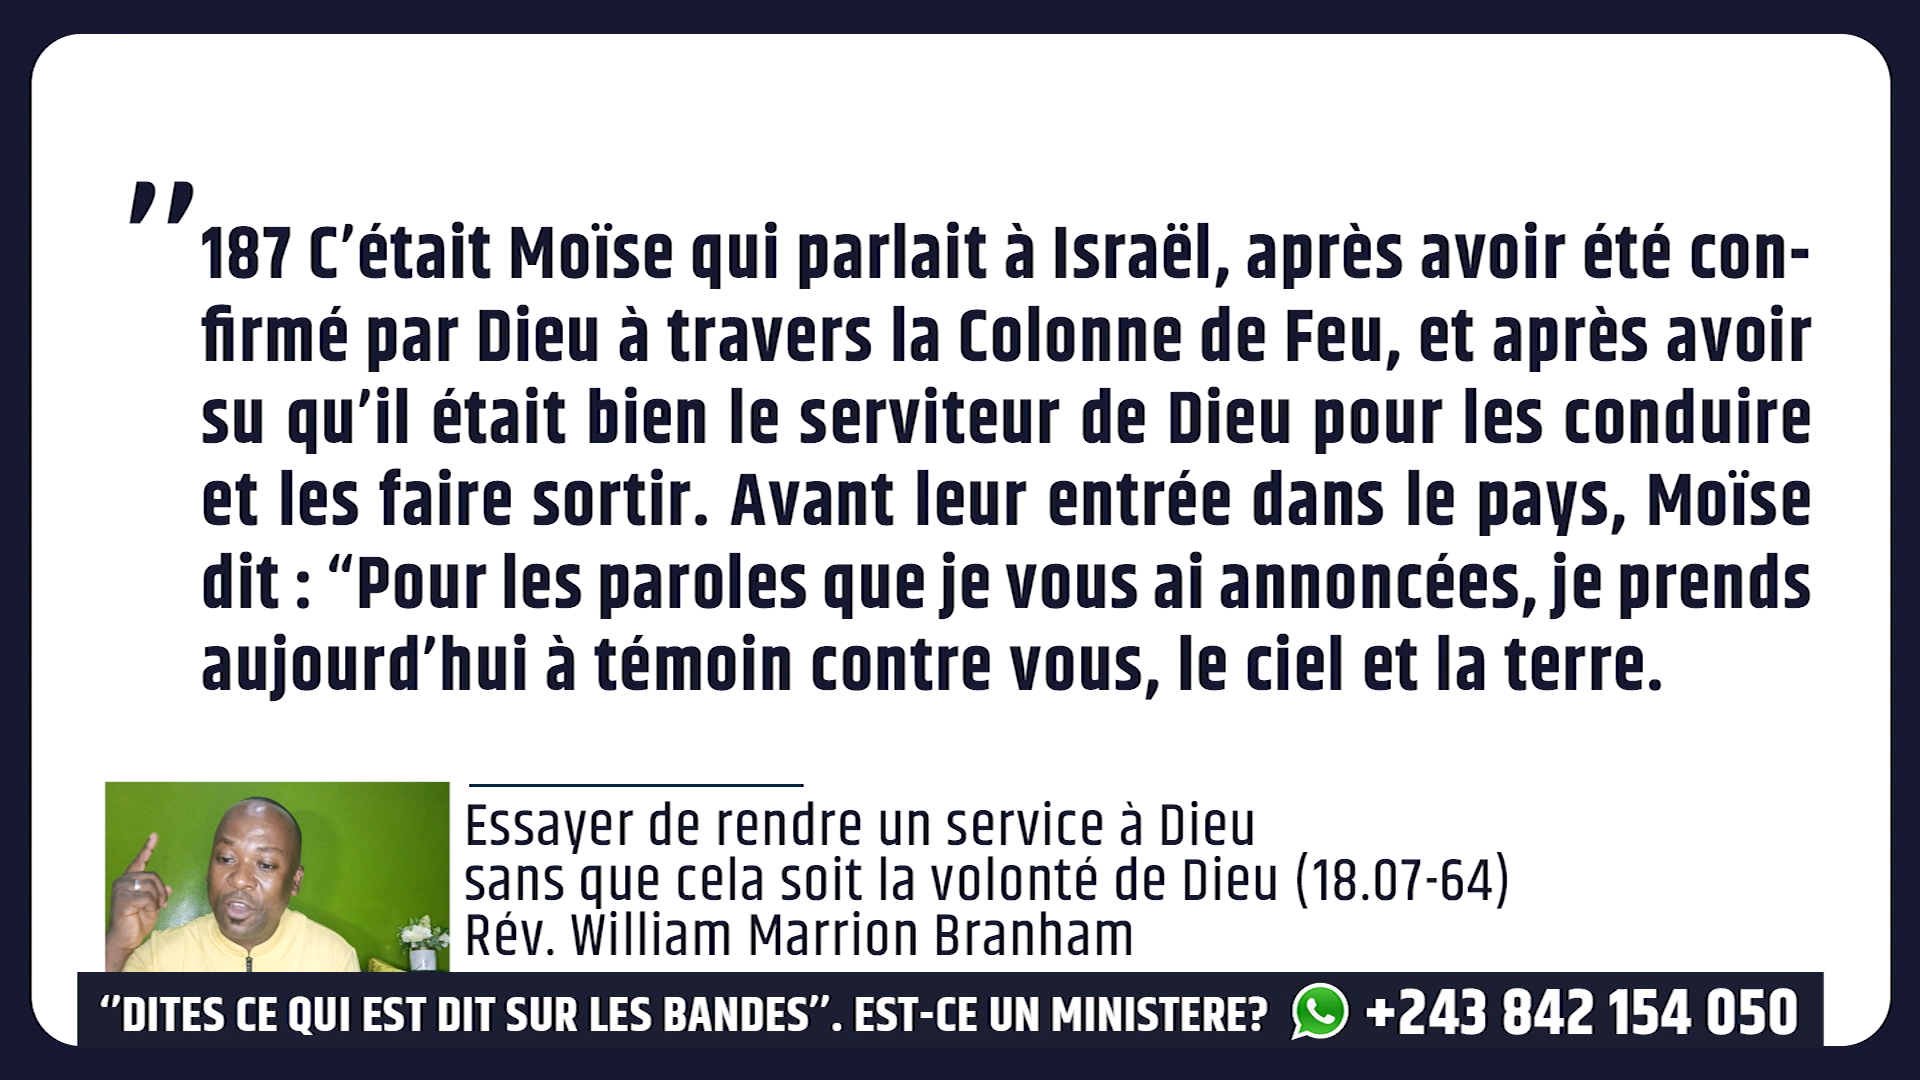 ”
187 C’était Moïse qui parlait à Israël, après avoir été con-
firmé par Dieu à travers la Colonne de Feu, et après avoir
su qu’il était bien le serviteur de Dieu pour les conduire
et les faire sortir. Avant leur entrée dans le pays, Moïse
dit : “Pour les paroles que je vous ai annoncées, je prends
aujourd’hui à témoin contre vous, le ciel et la terre.
Essayer de rendre un service à Dieu
sans que cela soit la volonté de Dieu (18.07-64)
Rév. William Marrion Branham
‘’DITES CE QUI EST DIT SUR LES BANDES’’. EST-CE UN MINISTERE? +243 842 154 050